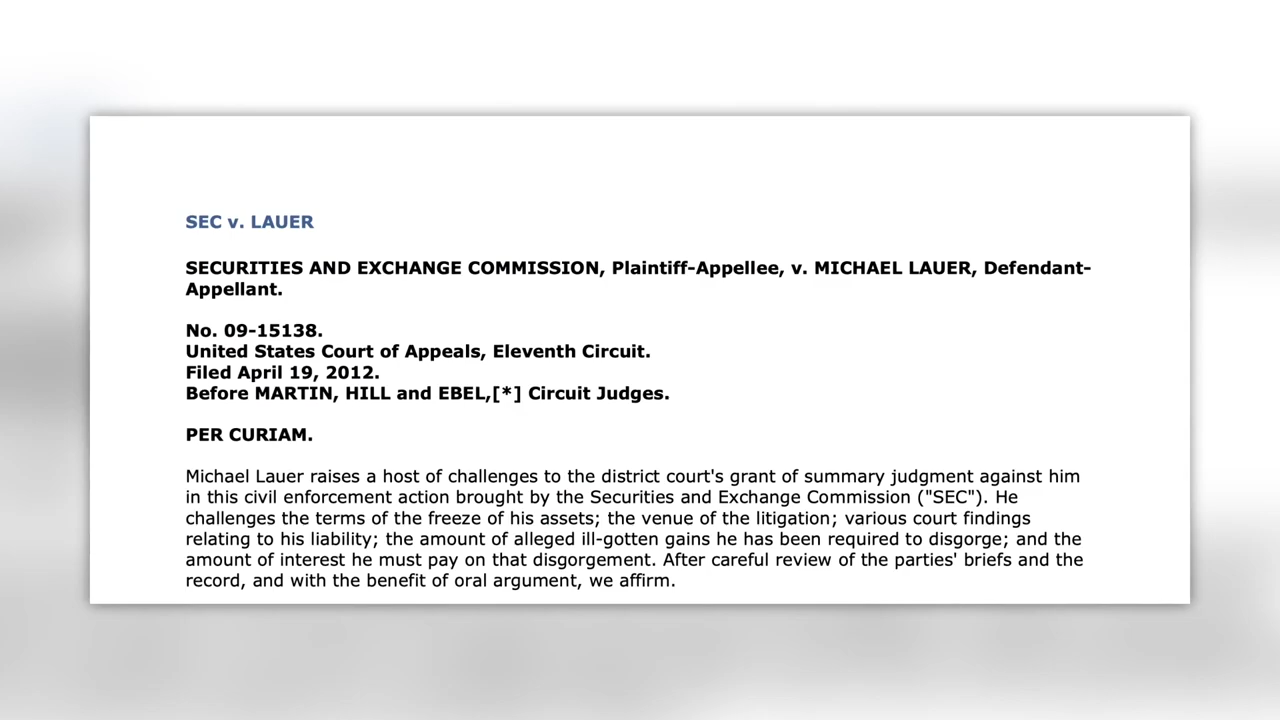 SEC v. LAUER
SECURITIES AND EXCHANGE COMMISSION, Plaintiff-Appellee, v. MICHAEL LAUER, Defendant-
Appellant.
No. 09-15138.
United States Court of Appeals, Eleventh Circuit.
Filed April 19, 2012.
Before MARTIN, HILL and EBEL,[*] Circuit Judges.
PER CURIAM.
Michael Lauer raises a host of challenges to the district court's grant of summary judgment against him
in this civil enforcement action brought by the Securities and Exchange Commission ("SEC"). He
challenges the terms of the freeze of his assets; the venue of the litigation; various court findings
relating to his liability; the amount of alleged ill-gotten gains he has been required to disgorge; and the
amount of interest he must pay on that disgorgement. After careful review of the parties' briefs and the
record, and with the benefit of oral argument, we affirm.